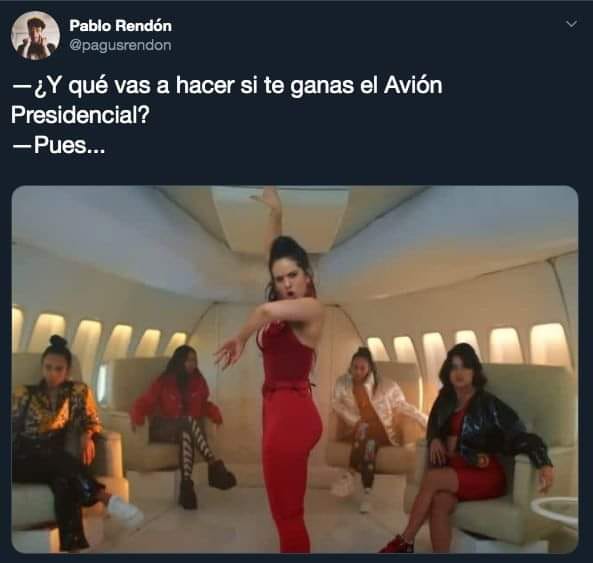 Pablo Rendón
@pagusrendon
—¿Y qué vas a hacer si te ganas el Avión
Presidencial?
—Pues...